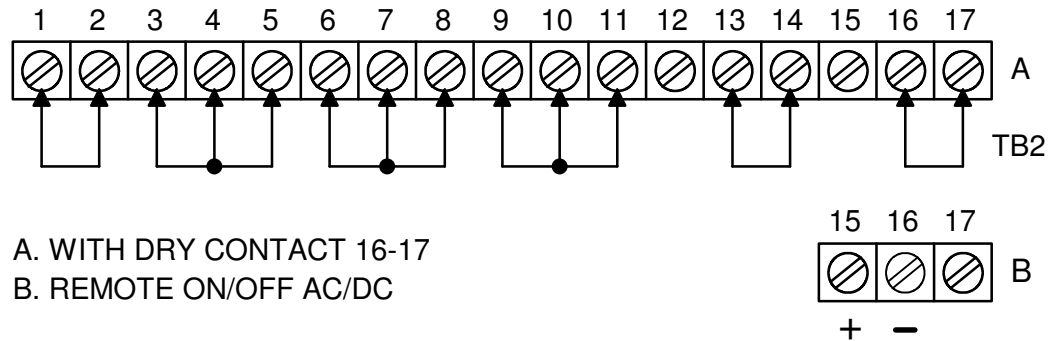 1 2 3 4 5 6 7 8 9 10 11 12 13 14 15 16 17
A
TB2
A. WITH DRY CONTACT 16-17
B. REMOTE ON/OFF AC/DC
15 16 17
B
+ −